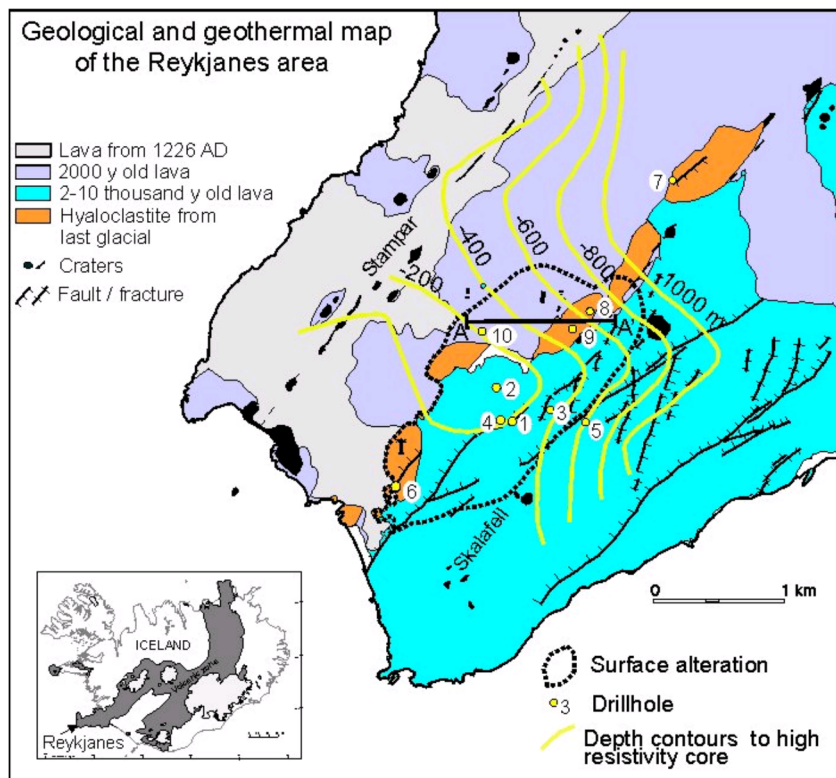 Geological and geothermal map
of the Reykjanes area
Lava from 1226 AD
2000 y old lava
2-10 thousand y old lava
Hyaloclastite from
last glacial
Craters
Fault / fracture
Stampar
-200
-400
-600
-800
-1000 m
7
8
A
A'
10
9
2
3
4
1
5
6
Skalafell
0 1 km
ICELAND
Volcanic zone
Reykjanes
Surface alteration
3 Drillhole
Depth contours to high
resistivity core